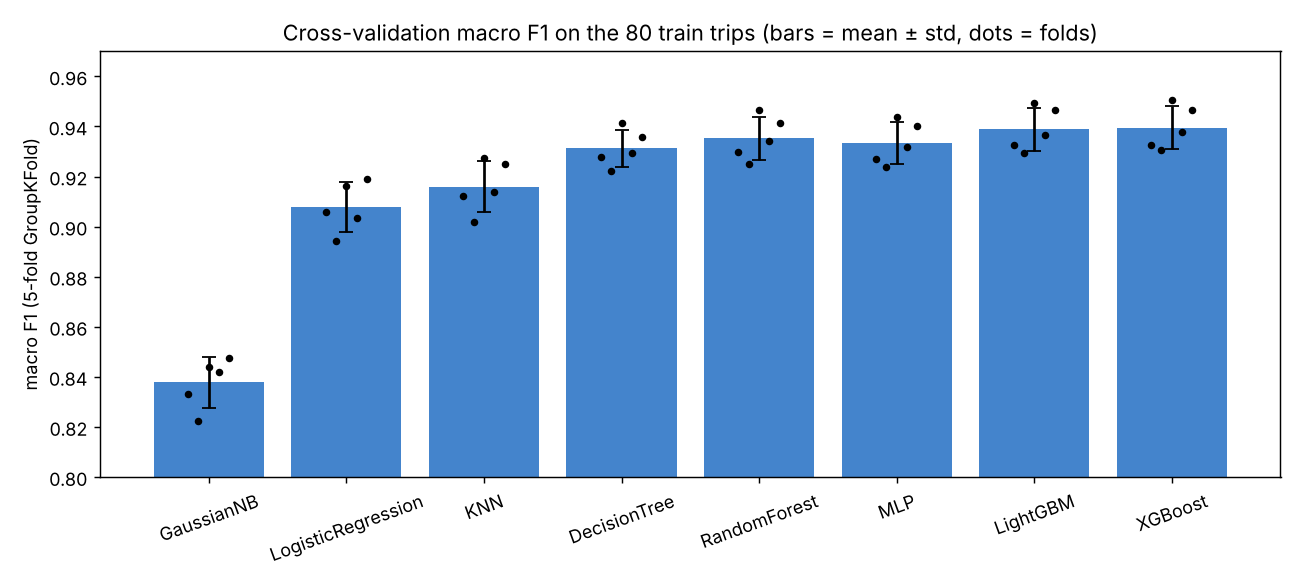 Cross-validation macro F1 on the 80 train trips (bars = mean ± std, dots = folds)
macro F1 (5-fold GroupKFold)
0.96
0.94
0.92
0.90
0.88
0.86
0.84
0.82
0.80
GaussianNB
LogisticRegression
KNN
DecisionTree
RandomForest
MLP
LightGBM
XGBoost